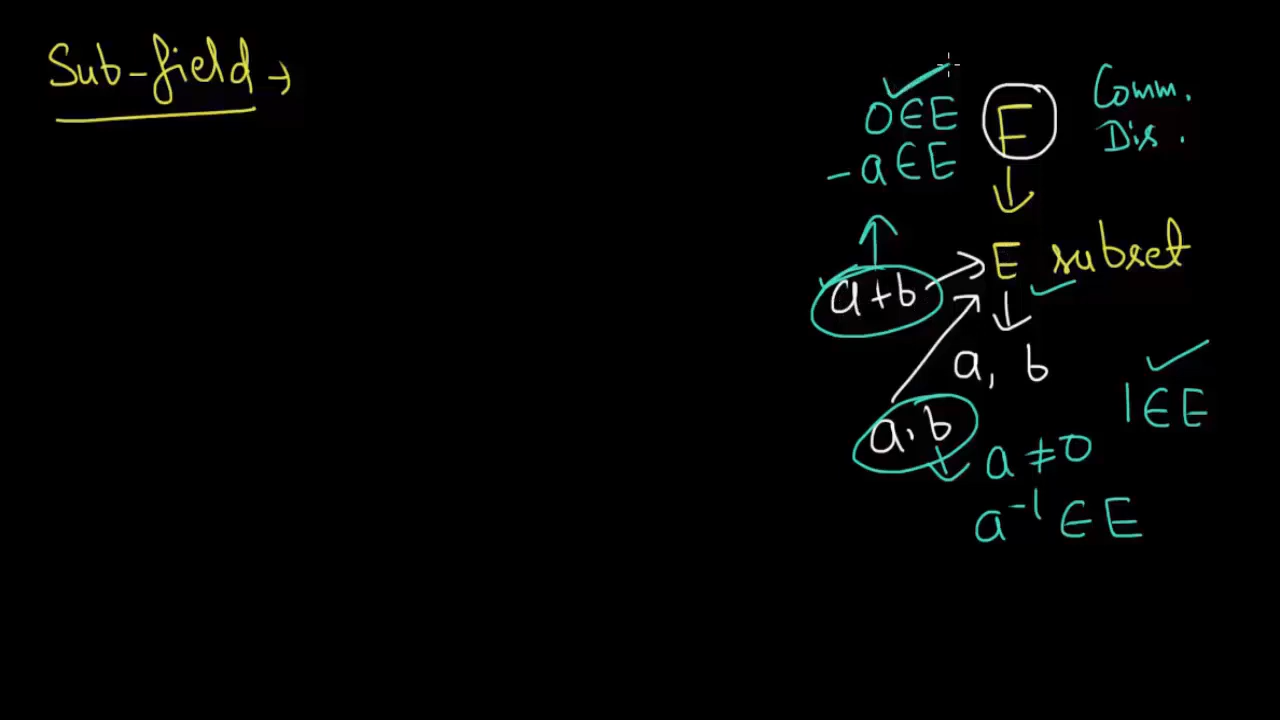 Sub-field →
Comm.
Dis.
0∈E
-a∈E
F
E subset
a+b
a, b
1∈E
a.b
a≠0
a⁻¹∈E